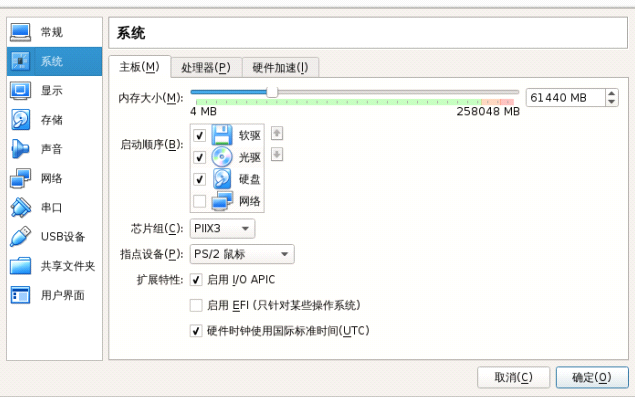 常规
系统
显示
存储
声音
网络
串口
USB设备
共享文件夹
用户界面
系统
主板(M) 处理器(P) 硬件加速(l)
内存大小(M): 61440 MB
4 MB 258048 MB
启动顺序(B): 软驱
光驱
硬盘
网络
芯片组(C): PIIX3
指点设备(P): PS/2 鼠标
扩展特性: 启用 I/O APIC
启用 EFI (只针对某些操作系统)
硬件时钟使用国际标准时间(UTC)
取消(C) 确定(O)